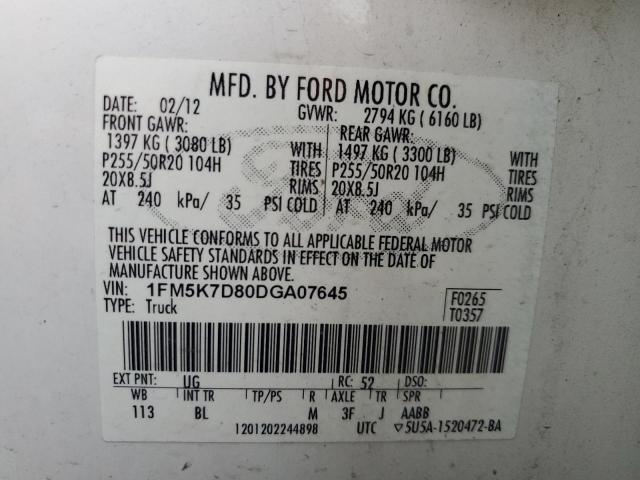 MFD. BY FORD MOTOR CO.
DATE: 02/12 GVWR: 2794 KG ( 6160 LB)
FRONT GAWR: REAR GAWR:
1397 KG ( 3080 LB) WITH 1497 KG ( 3300 LB) WITH
P255/50R20 104H TIRES P255/50R20 104H TIRES
20X8.5J RIMS 20X8.5J RIMS
AT 240 kPa/ 35 PSI COLD AT 240 kPa/ 35 PSI COLD
THIS VEHICLE CONFORMS TO ALL APPLICABLE FEDERAL MOTOR
VEHICLE SAFETY STANDARDS IN EFFECT ON THE DATE OF
MANUFACTURE SHOWN ABOVE.
VIN: 1FM5K7D80DGA07645 F0265
TYPE: Truck T0357
EXT PNT: UG RC: 52 DSO:
WB INT TR TP/PS R AXLE TR SPR
113 BL M 3F J AABB
1201202244898 UTC ▽5U5A-1520472-BA